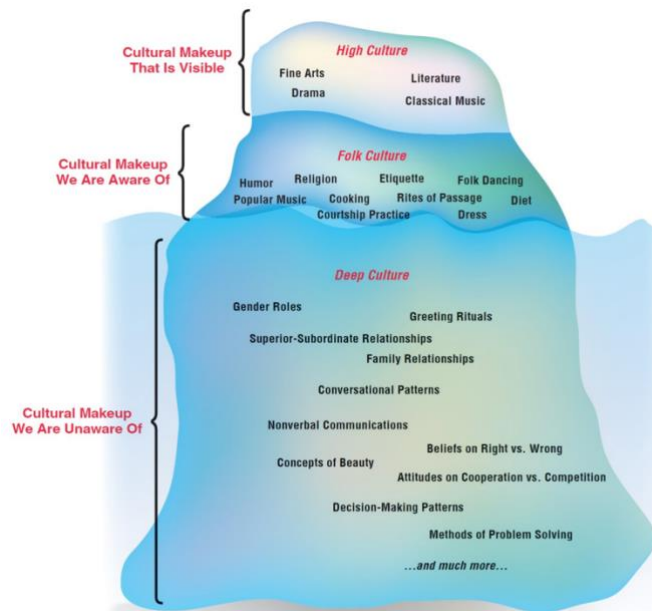 Cultural Makeup
That Is Visible
High Culture
Fine Arts
Literature
Drama
Classical Music
Cultural Makeup
We Are Aware Of
Folk Culture
Humor
Religion
Etiquette
Folk Dancing
Popular Music
Cooking
Rites of Passage
Diet
Courtship Practice
Dress
Cultural Makeup
We Are Unaware Of
Deep Culture
Gender Roles
Greeting Rituals
Superior-Subordinate Relationships
Family Relationships
Conversational Patterns
Nonverbal Communications
Beliefs on Right vs. Wrong
Concepts of Beauty
Attitudes on Cooperation vs. Competition
Decision-Making Patterns
Methods of Problem Solving
...and much more...